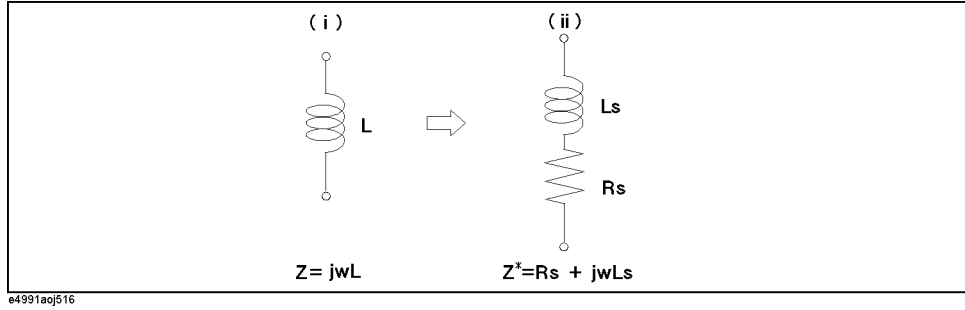 ( i )
( ii )
L
Ls
Rs
Z= jwL
Z*=Rs + jwLs
e4991aoj516